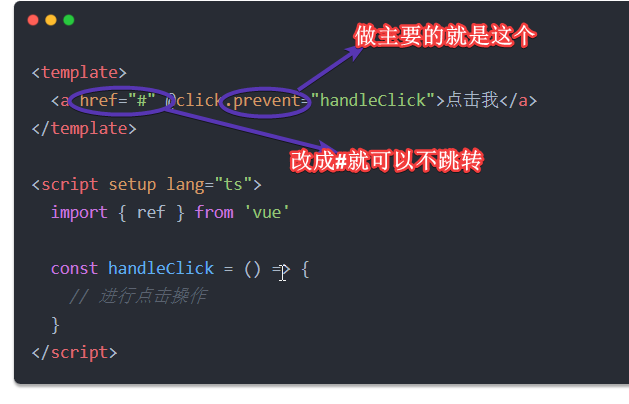 做主要的就是这个
<template>
<a href="#" @click.prevent="handleClick">点击我</a>
</template>
改成#就可以不跳转
<script setup lang="ts">
import { ref } from 'vue'
const handleClick = () => {
// 进行点击操作
}
</script>